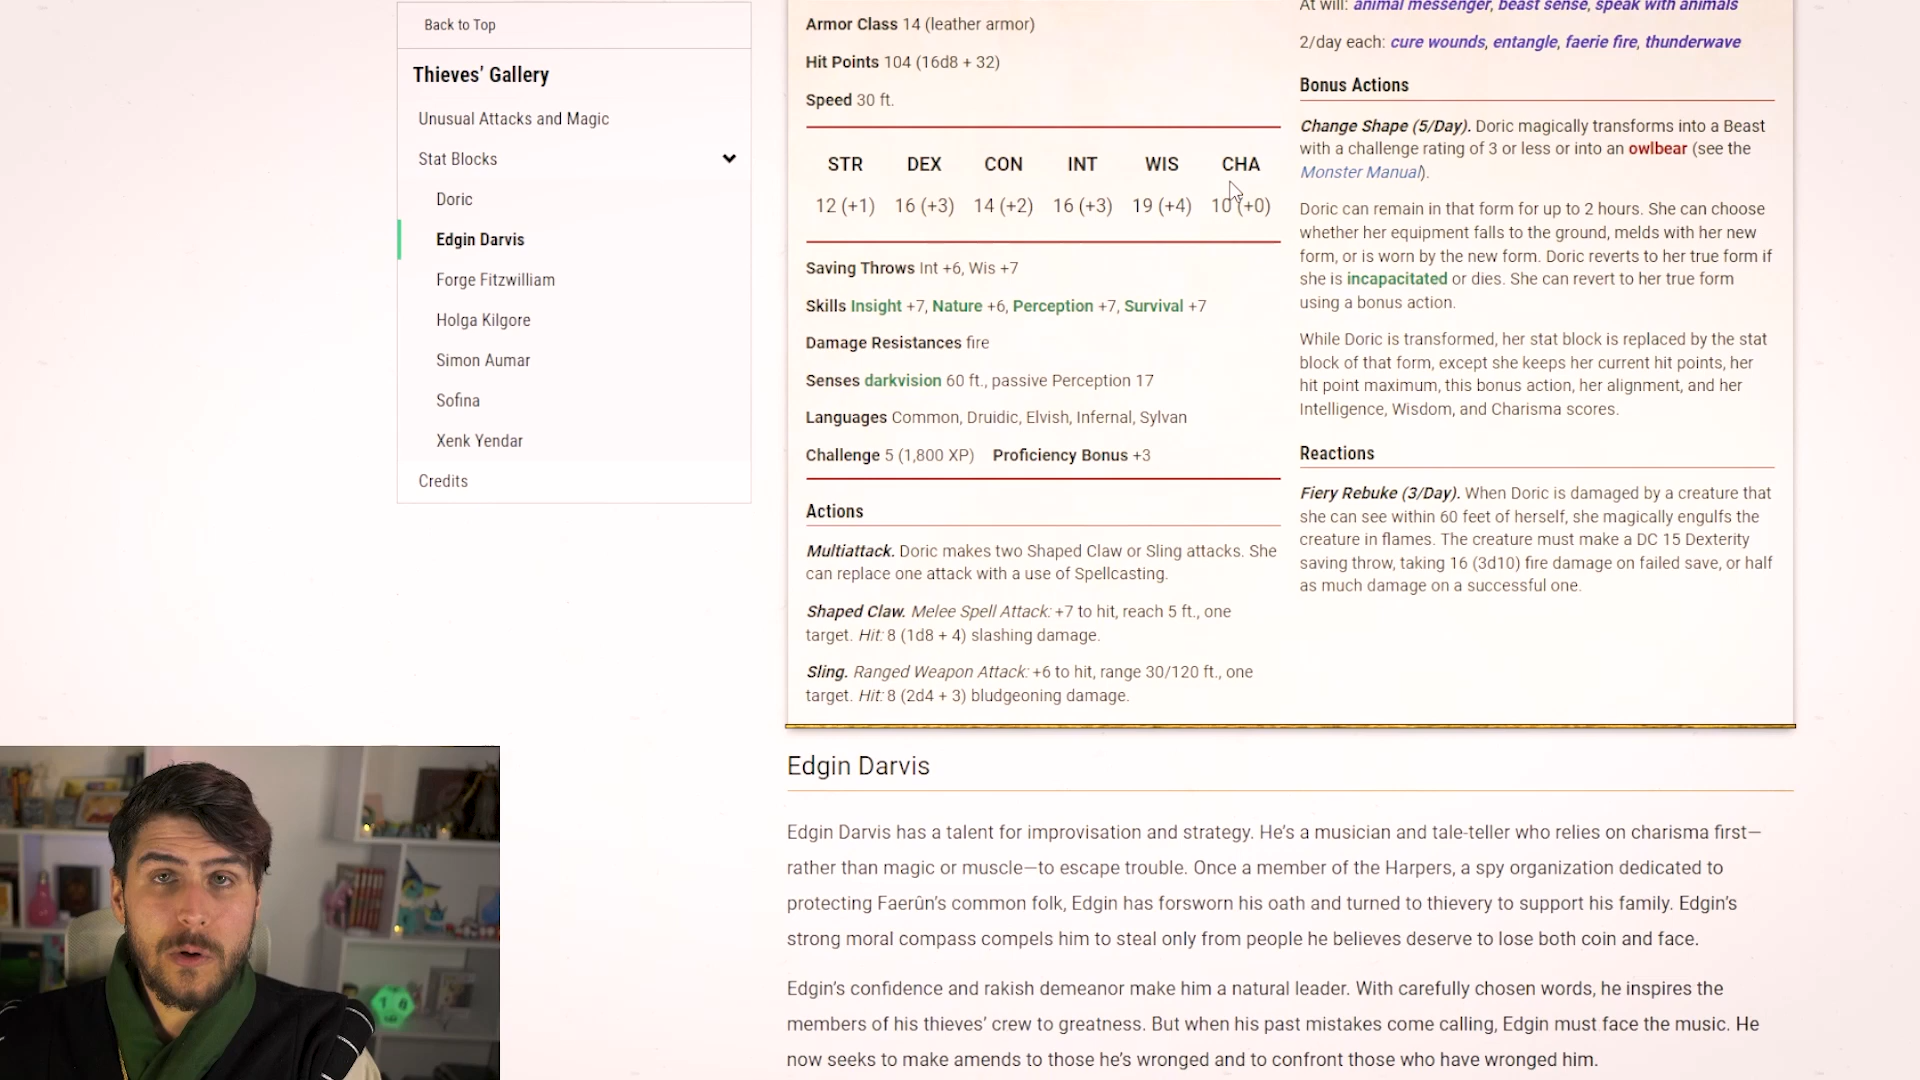 Back to Top
Thieves’ Gallery
Unusual Attacks and Magic
Stat Blocks
Doric
Edgin Darvis
Forge Fitzwilliam
Holga Kilgore
Simon Aumar
Sofina
Xenk Yendar
Credits
Armor Class 14 (leather armor)
Hit Points 104 (16d8 + 32)
Speed 30 ft.
STR DEX CON INT WIS CHA
12 (+1) 16 (+3) 14 (+2) 16 (+3) 19 (+4) 10 (+0)
Saving Throws Int +6, Wis +7
Skills Insight +7, Nature +6, Perception +7, Survival +7
Damage Resistances fire
Senses darkvision 60 ft., passive Perception 17
Languages Common, Druidic, Elvish, Infernal, Sylvan
Challenge 5 (1,800 XP) Proficiency Bonus +3
Actions
Multiattack. Doric makes two Shaped Claw or Sling attacks. She
can replace one attack with a use of Spellcasting.
Shaped Claw. Melee Spell Attack: +7 to hit, reach 5 ft., one
target. Hit: 8 (1d8 + 4) slashing damage.
Sling. Ranged Weapon Attack: +6 to hit, range 30/120 ft., one
target. Hit: 8 (2d4 + 3) bludgeoning damage.
At will: animal messenger, beast sense, speak with animals
2/day each: cure wounds, entangle, faerie fire, thunderwave
Bonus Actions
Change Shape (5/Day). Doric magically transforms into a Beast
with a challenge rating of 3 or less or into an owlbear (see the
Monster Manual).
Doric can remain in that form for up to 2 hours. She can choose
whether her equipment falls to the ground, melds with her new
form, or is worn by the new form. Doric reverts to her true form if
she is incapacitated or dies. She can revert to her true form
using a bonus action.
While Doric is transformed, her stat block is replaced by the stat
block of that form, except she keeps her current hit points, her
hit point maximum, this bonus action, her alignment, and her
Intelligence, Wisdom, and Charisma scores.
Reactions
Fiery Rebuke (3/Day). When Doric is damaged by a creature that
she can see within 60 feet of herself, she magically engulfs the
creature in flames. The creature must make a DC 15 Dexterity
saving throw, taking 16 (3d10) fire damage on failed save, or half
as much damage on a successful one.
Edgin Darvis
Edgin Darvis has a talent for improvisation and strategy. He’s a musician and tale-teller who relies on charisma first—
rather than magic or muscle—to escape trouble. Once a member of the Harpers, a spy organization dedicated to
protecting Faerûn’s common folk, Edgin has forsworn his oath and turned to thievery to support his family. Edgin’s
strong moral compass compels him to steal only from people he believes deserve to lose both coin and face.
Edgin’s confidence and rakish demeanor make him a natural leader. With carefully chosen words, he inspires the
members of his thieves’ crew to greatness. But when his past mistakes come calling, Edgin must face the music. He
now seeks to make amends to those he’s wronged and to confront those who have wronged him.